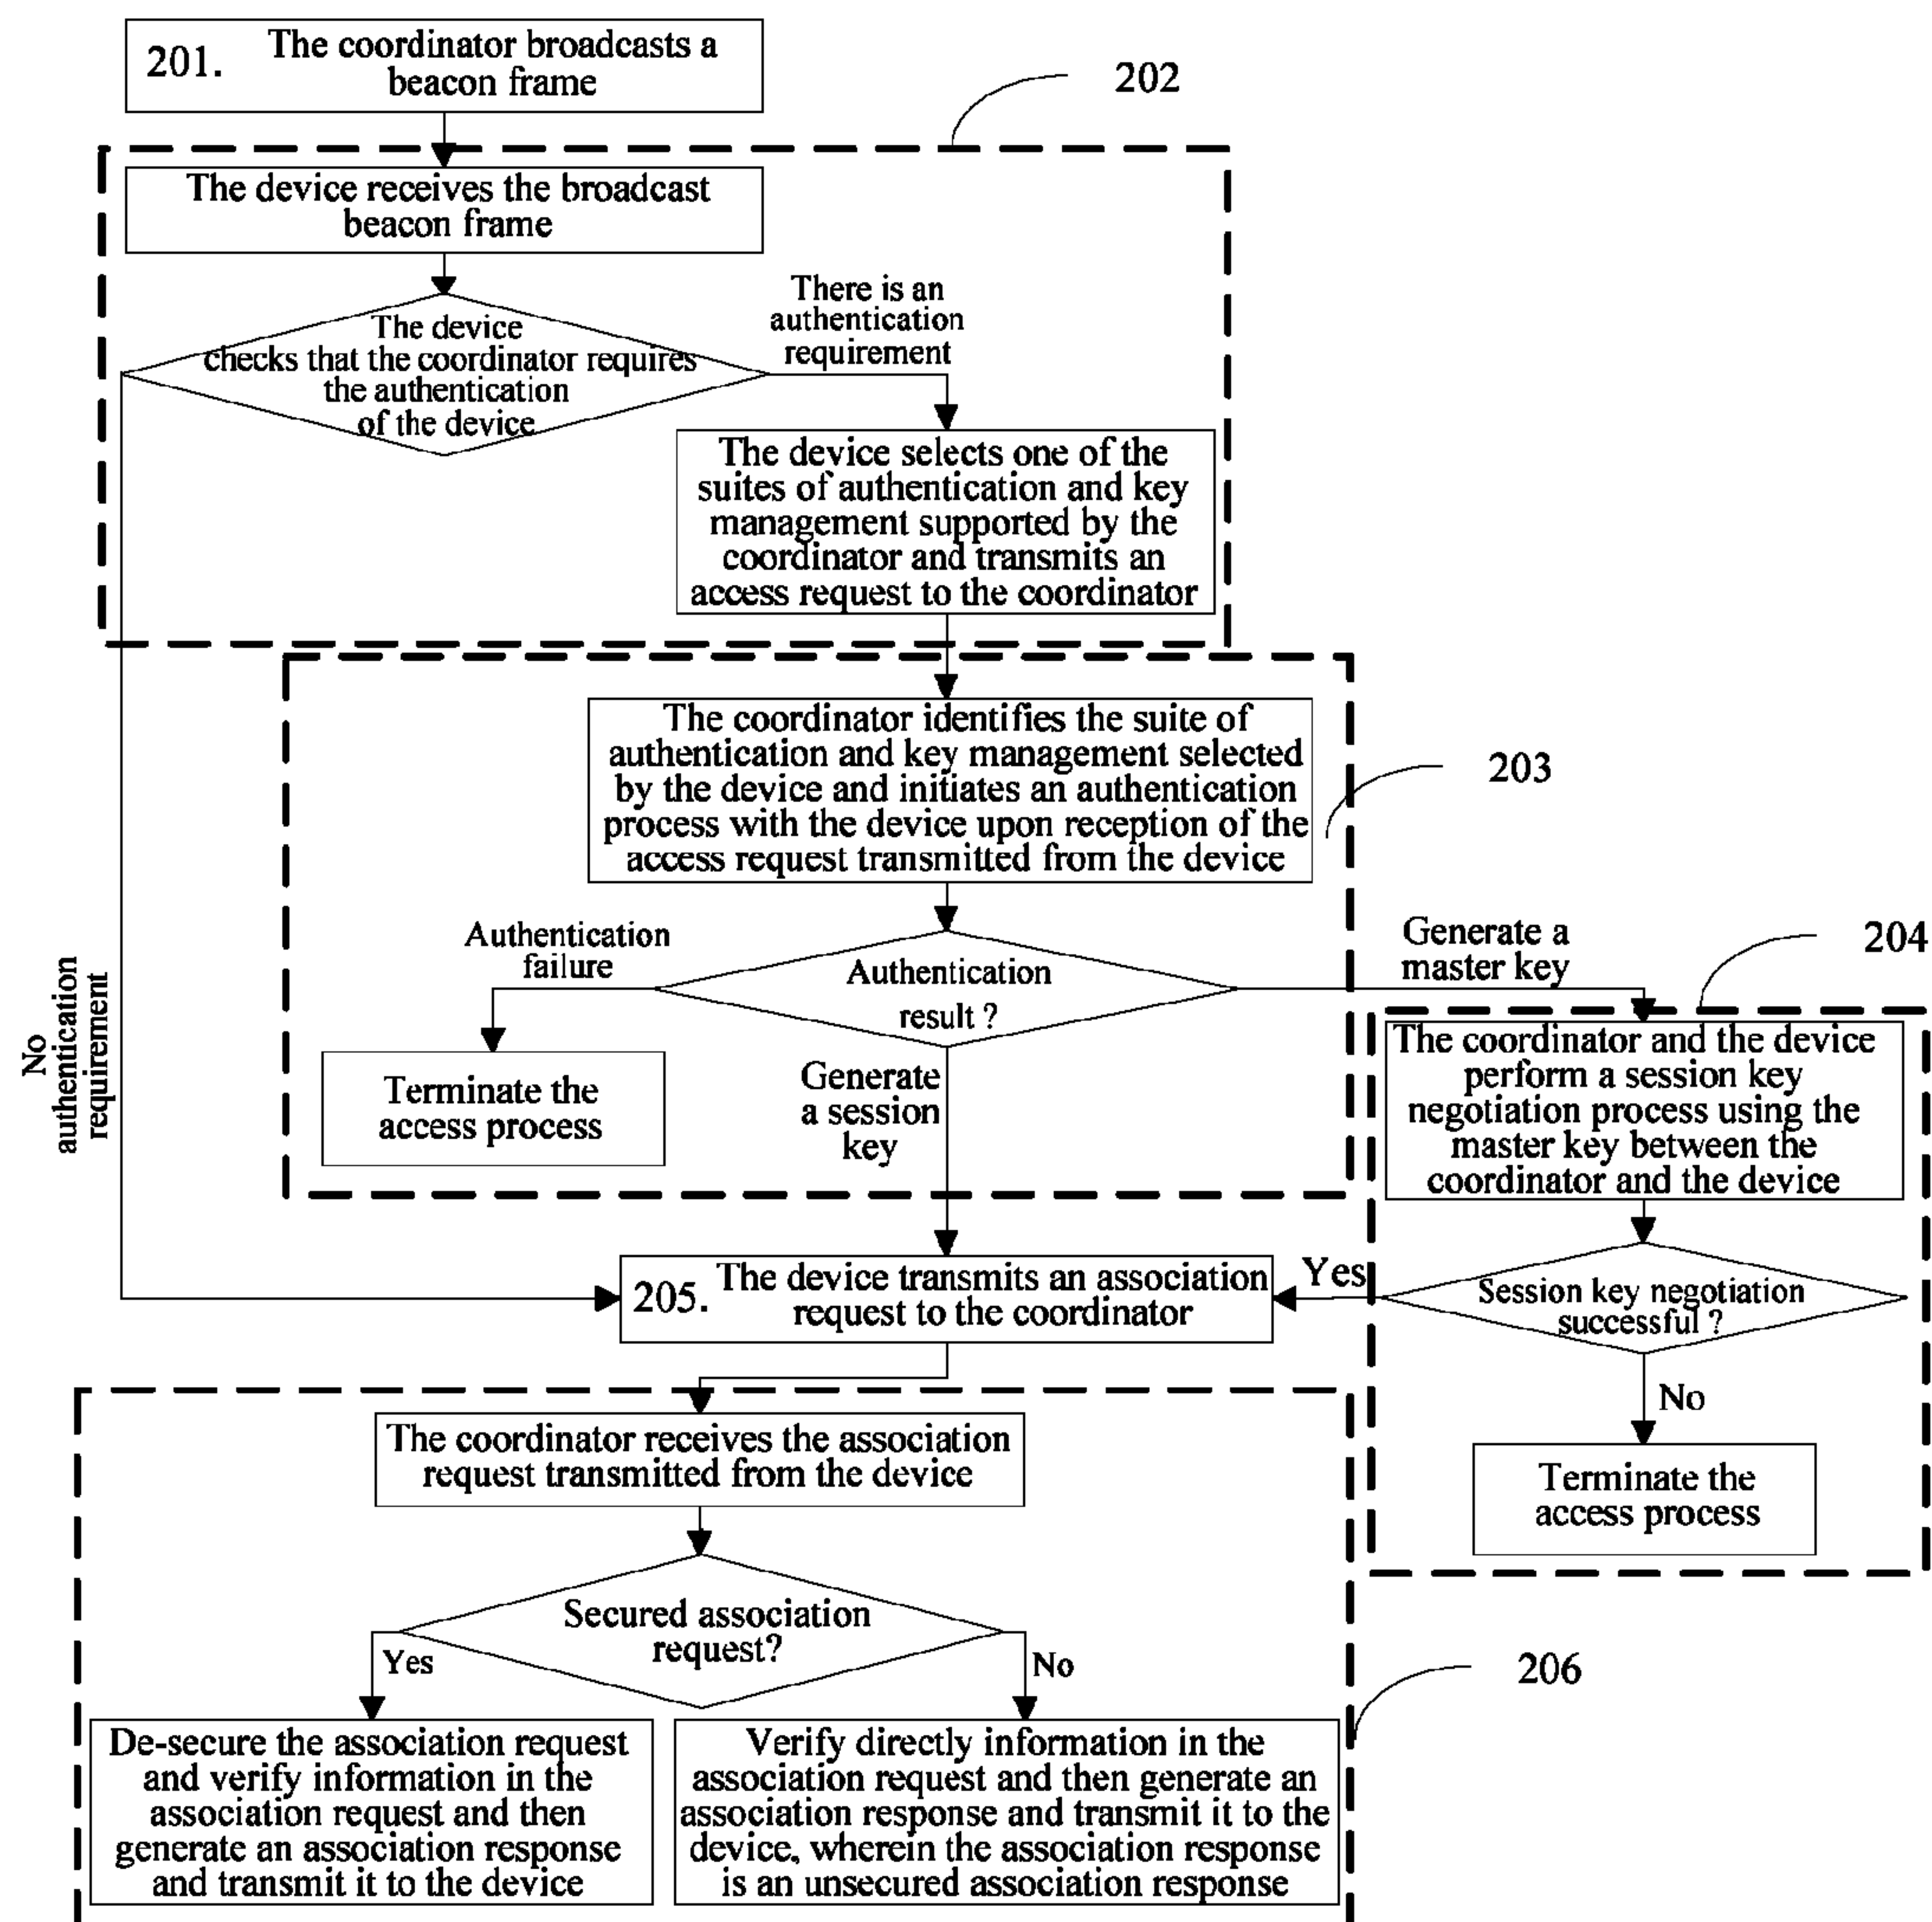 201.
The coordinator broadcasts a
beacon frame
202
The device receives the broadcast
beacon frame
The device
checks that the coordinator requires
the authentication
of the device
There is an
authentication
requirement
The device selects one of the
suites of authentication and key
management supported by the
coordinator and transmits an
access request to the coordinator
The coordinator identifies the suite of
authentication and key management selected
by the device and initiates an authentication
process with the device upon reception of the
access request transmitted from the device
203
Authentication
failure
Authentication
result ?
Generate a
master key
204
No
authentication
requirement
Terminate the
access process
Generate
a session
key
The coordinator and the device
perform a session key
negotiation process using the
master key between the
coordinator and the device
205.
The device transmits an association
request to the coordinator
Yes
Session key negotiation
successful ?
No
Terminate the
access process
The coordinator receives the association
request transmitted from the device
Secured association
request?
Yes
No
206
De-secure the association request
and verify information in the
association request and then
generate an association response
and transmit it to the device
Verify directly information in the
association request and then generate an
association response and transmit it to the
device, wherein the association response
is an unsecured association response